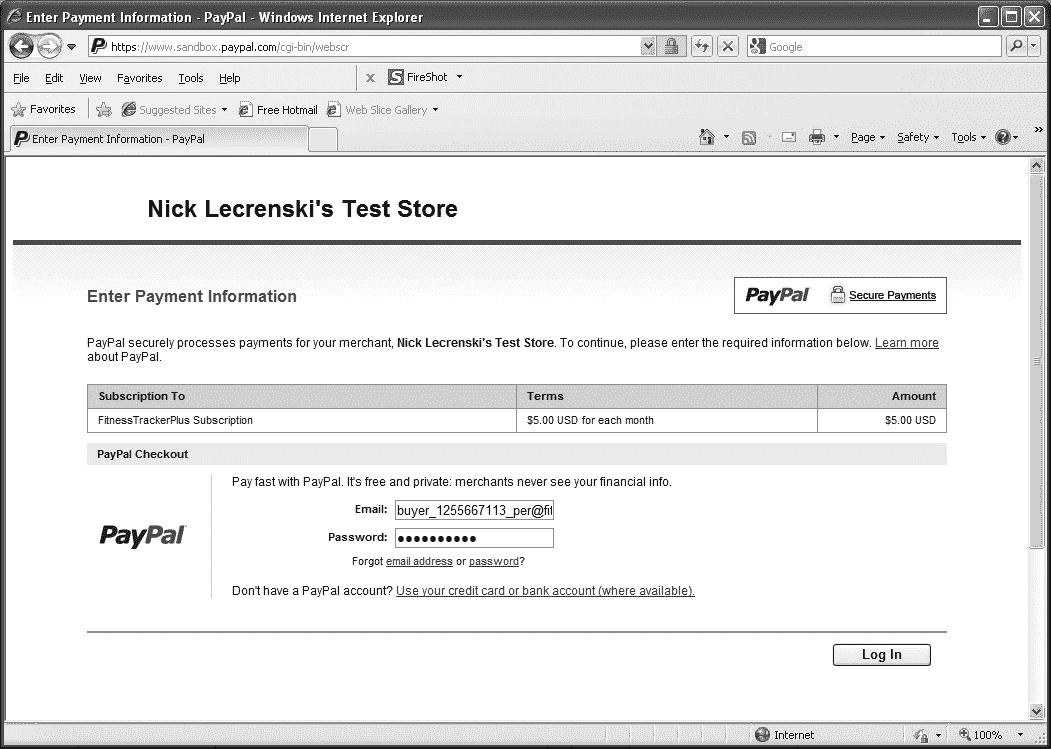 Enter Payment Information - PayPal - Windows Internet Explorer
https://www.sandbox.paypal.com/cgi-bin/webscr
Google
File Edit View Favorites Tools Help
FireShot
Favorites Suggested Sites Free Hotmail Web Slice Gallery
Enter Payment Information - PayPal
Page Safety Tools
Nick Lecrenski's Test Store
Enter Payment Information
PayPal Secure Payments
PayPal securely processes payments for your merchant, Nick Lecrenski's Test Store. To continue, please enter the required information below. Learn more
about PayPal.
Subscription To Terms Amount
FitnessTrackerPlus Subscription $5.00 USD for each month $5.00 USD
PayPal Checkout
Pay fast with PayPal. It's free and private: merchants never see your financial info.
Email: buyer_1255667113_per@fit
PayPal
Password: ●●●●●●●●●●
Forgot email address or password?
Don't have a PayPal account? Use your credit card or bank account (where available).
Log In
Internet 100%